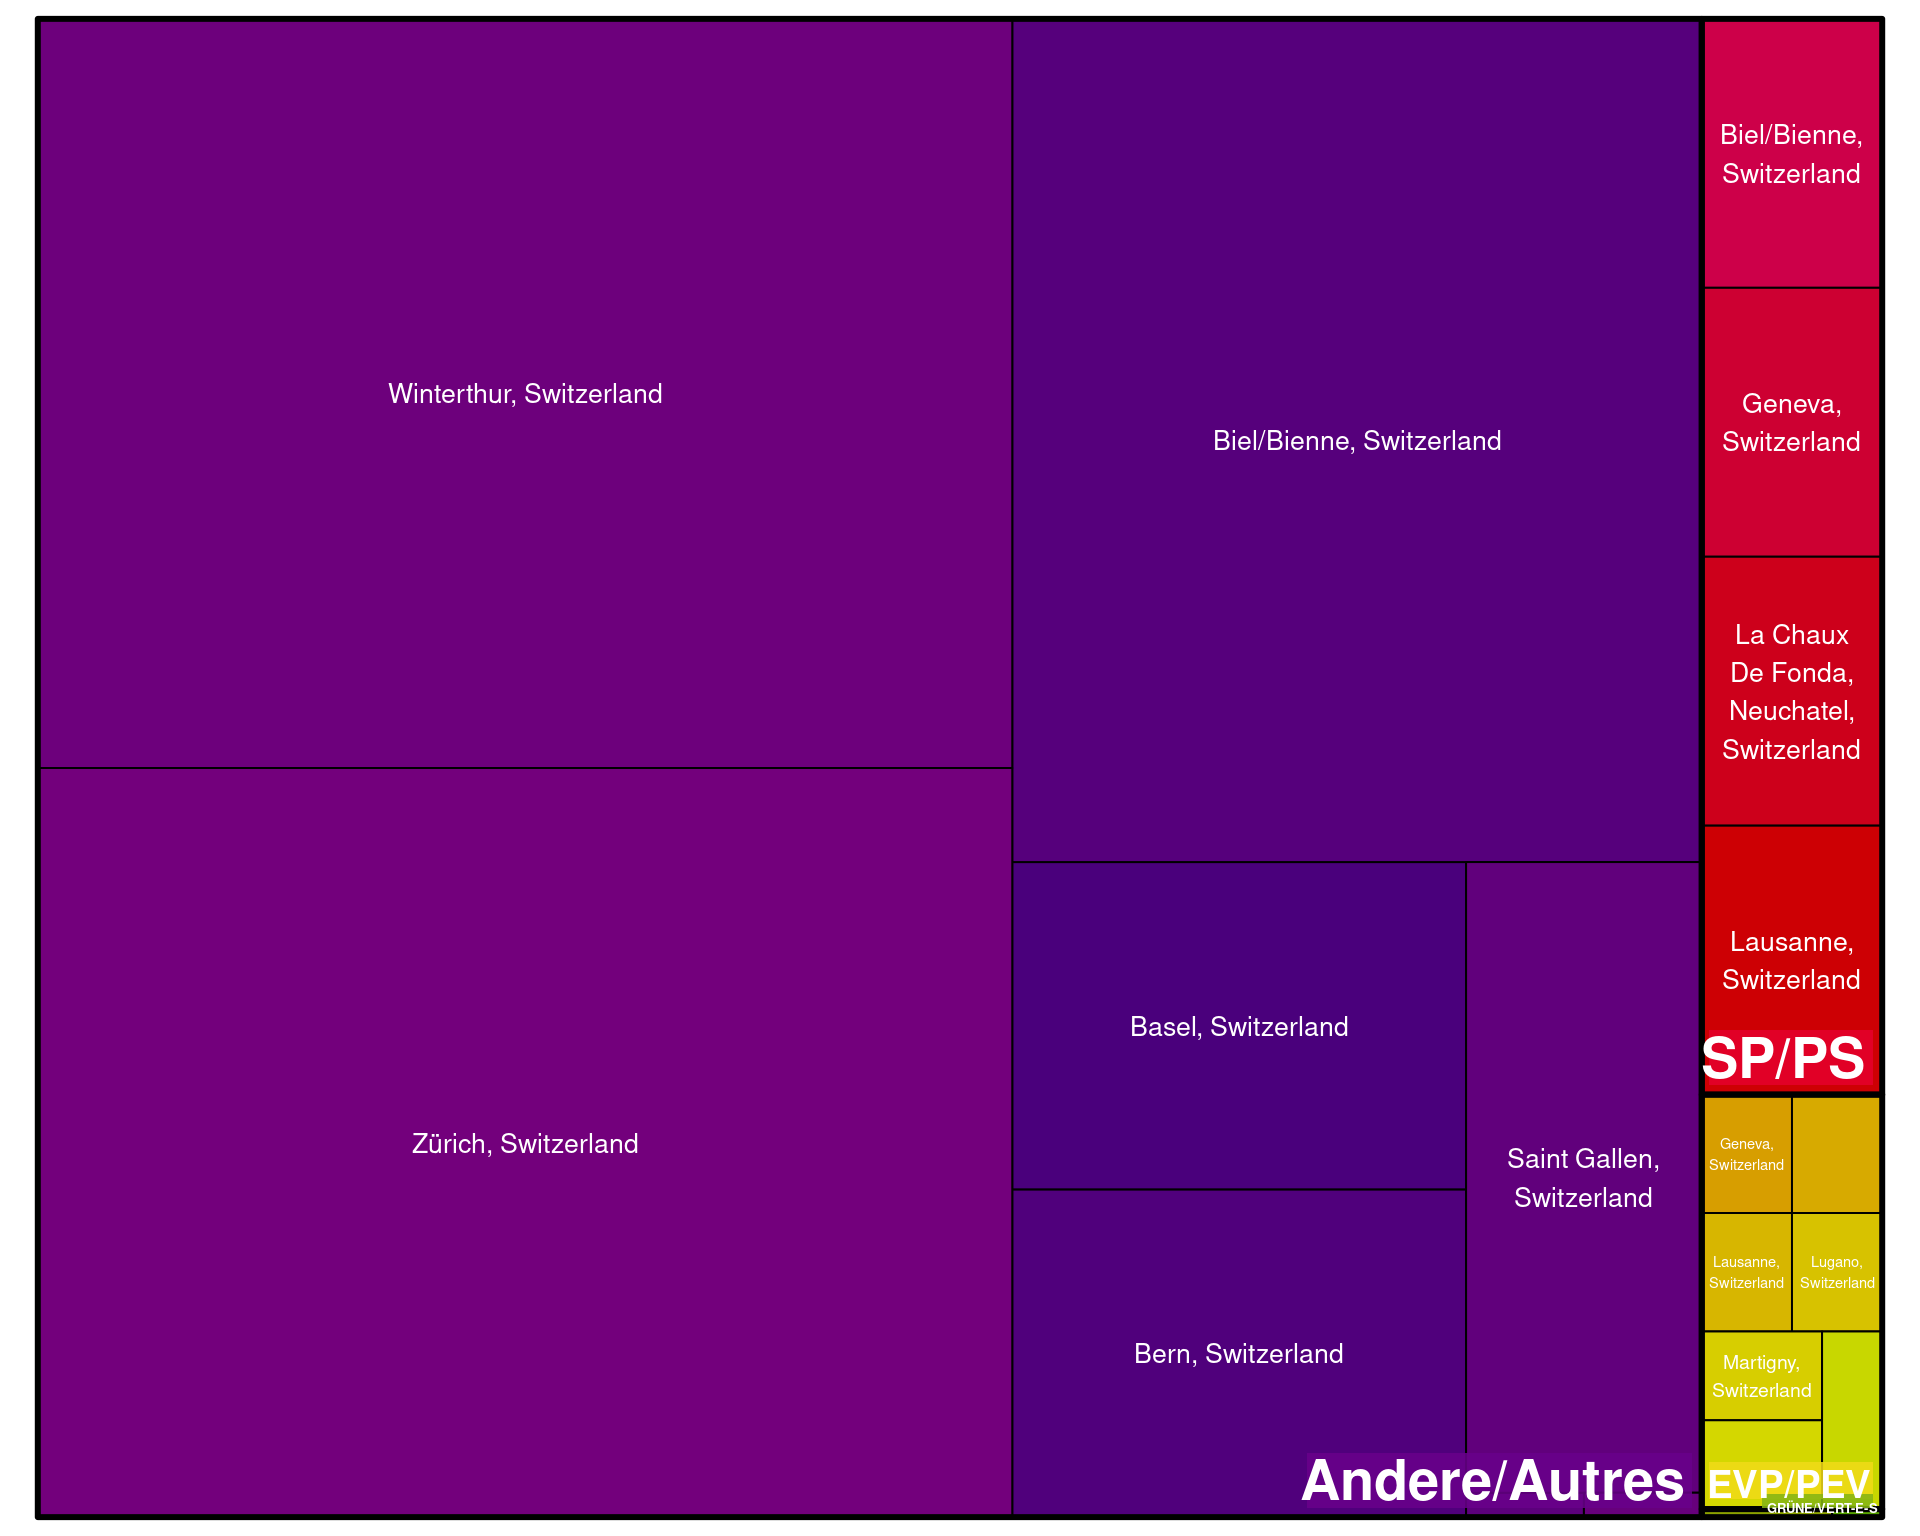 Winterthur, Switzerland
Zürich, Switzerland
Biel/Bienne, Switzerland
Basel, Switzerland
Bern, Switzerland
Saint Gallen,
Switzerland
Andere/Autres
Biel/Bienne,
Switzerland
Geneva,
Switzerland
La Chaux
De Fonda,
Neuchatel,
Switzerland
Lausanne,
Switzerland
SP/PS
Geneva,
Switzerland
Lausanne,
Switzerland
Lugano,
Switzerland
Martigny,
Switzerland
EVP/PEV
GRÜNE/VERT-E-S